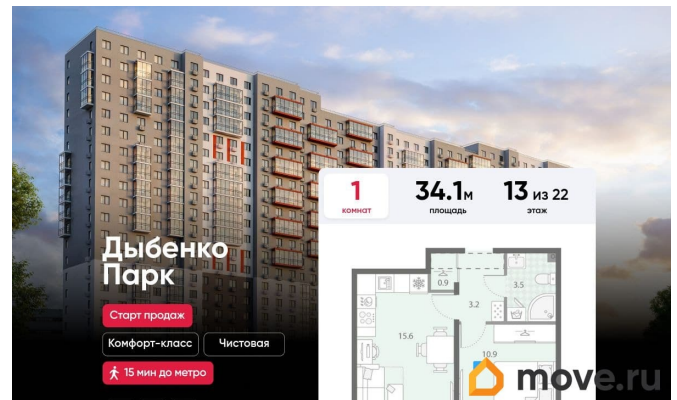 1
комнат
34.1м
площадь
13 из 22
этаж
Дыбенко
Парк
Старт продаж
Комфорт-класс
Чистовая
15 мин до метро
0.9
3.5
3.2
15.6
10.9
move.ru